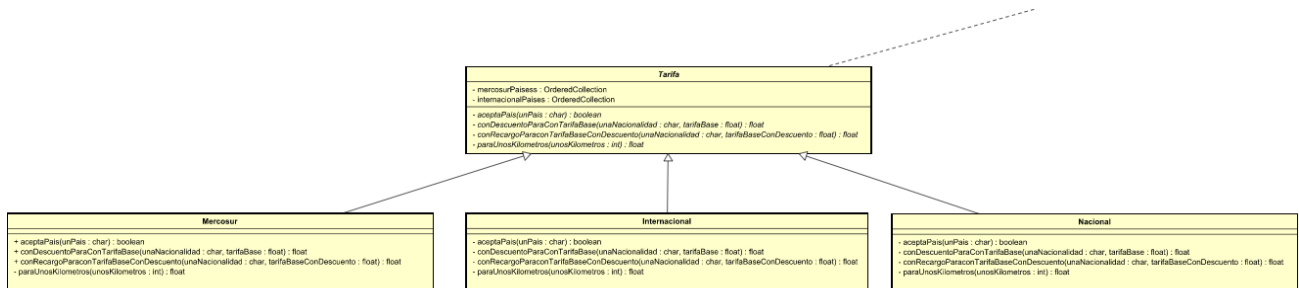 Tarifa
- mercosurPaisess : OrderedCollection
- internacionalPaises : OrderedCollection
- aceptaPais(unPais : char) : boolean
- conDescuentoParaConTarifaBase(unaNacionalidad : char, tarifaBase : float) : float
- conRecargoParaconTarifaBaseConDescuento(unaNacionalidad : char, tarifaBaseConDescuento : float) : float
- paraUnosKilometros(unosKilometros : int) : float
Mercosur
+ aceptaPais(unPais : char) : boolean
+ conDescuentoParaConTarifaBase(unaNacionalidad : char, tarifaBase : float) : float
+ conRecargoParaconTarifaBaseConDescuento(unaNacionalidad : char, tarifaBaseConDescuento : float) : float
- paraUnosKilometros(unosKilometros : int) : float
Internacional
- aceptaPais(unPais : char) : boolean
- conDescuentoParaConTarifaBase(unaNacionalidad : char, tarifaBase : float) : float
- conRecargoParaconTarifaBaseConDescuento(unaNacionalidad : char, tarifaBaseConDescuento : float) : float
- paraUnosKilometros(unosKilometros : int) : float
Nacional
- aceptaPais(unPais : char) : boolean
- conDescuentoParaConTarifaBase(unaNacionalidad : char, tarifaBase : float) : float
- conRecargoParaconTarifaBaseConDescuento(unaNacionalidad : char, tarifaBaseConDescuento : float) : float
- paraUnosKilometros(unosKilometros : int) : float